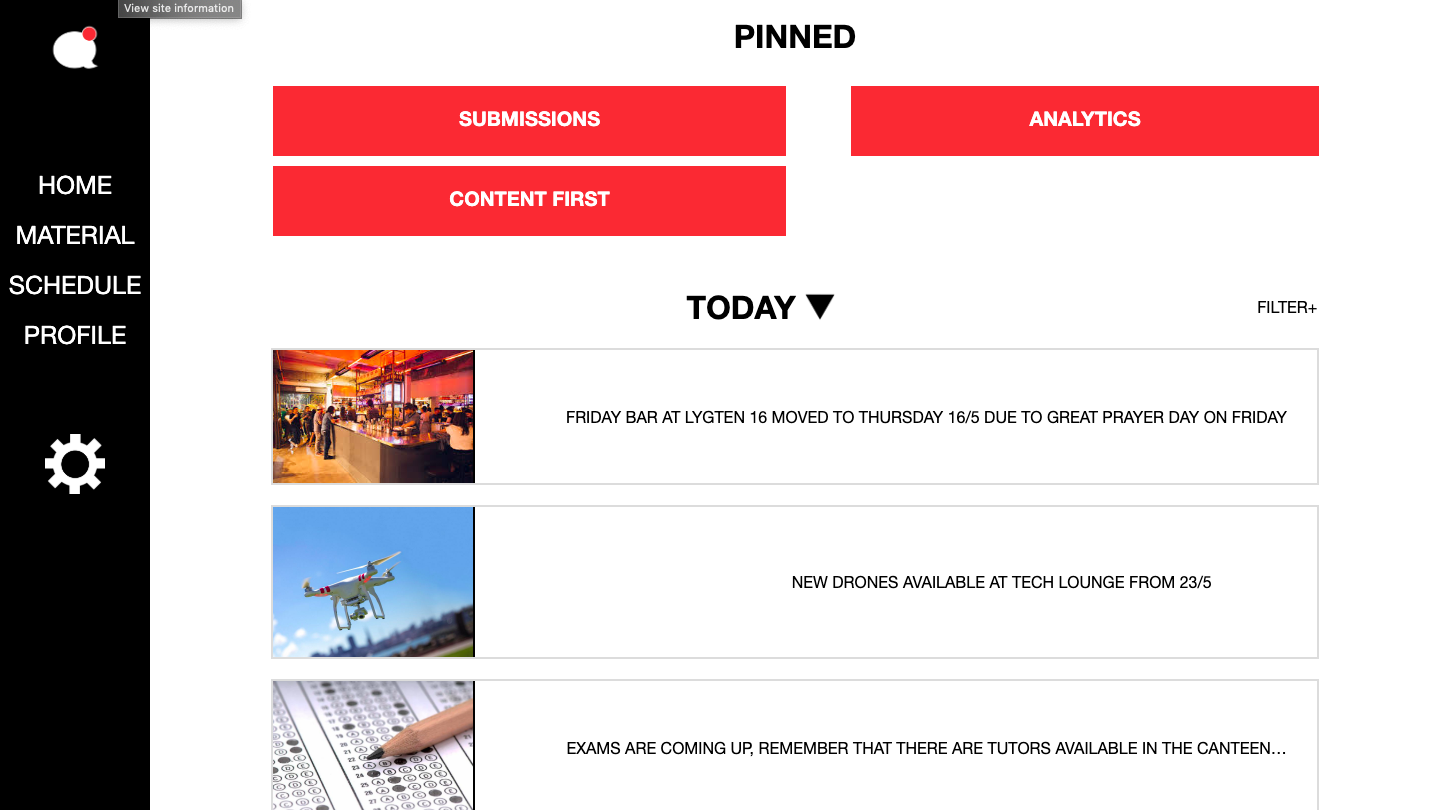 View site information
HOME
MATERIAL
SCHEDULE
PROFILE
PINNED
SUBMISSIONS
ANALYTICS
CONTENT FIRST
TODAY ▼
FILTER+
FRIDAY BAR AT LYGTEN 16 MOVED TO THURSDAY 16/5 DUE TO GREAT PRAYER DAY ON FRIDAY
NEW DRONES AVAILABLE AT TECH LOUNGE FROM 23/5
EXAMS ARE COMING UP, REMEMBER THAT THERE ARE TUTORS AVAILABLE IN THE CANTEEN...